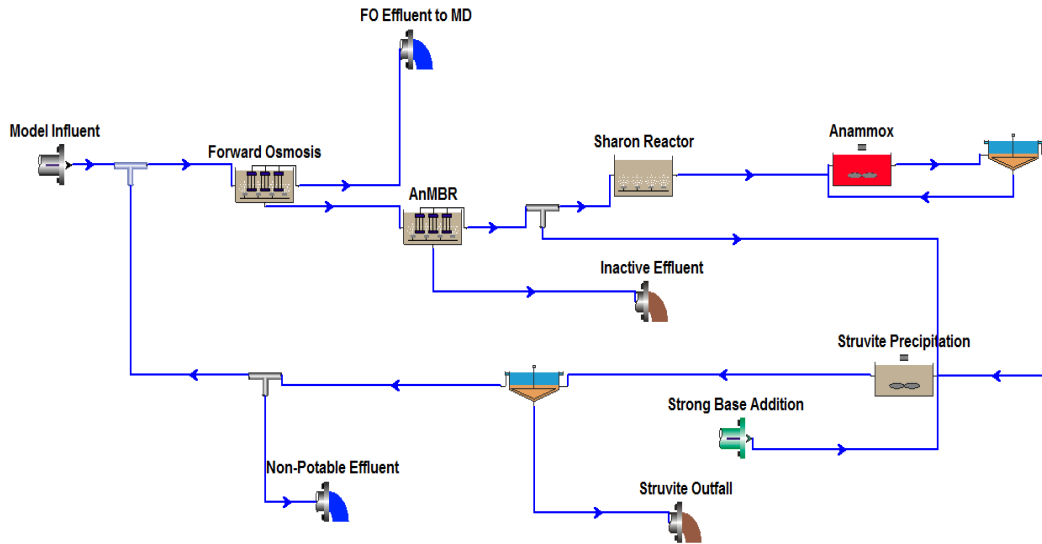 FO Effluent to MD
Model Influent
Forward Osmosis
Sharon Reactor
Anammox
AnMBR
Inactive Effluent
Struvite Precipitation
Strong Base Addition
Non-Potable Effluent
Struvite Outfall